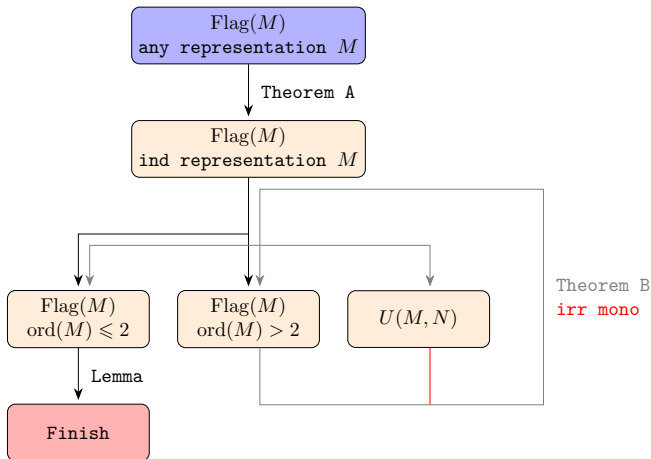 Flag(M)
any representation M
Theorem A
Flag(M)
ind representation M
Flag(M)
ord(M) ⩽ 2
Flag(M)
ord(M) > 2
U(M, N)
Theorem B
irr mono
Lemma
Finish